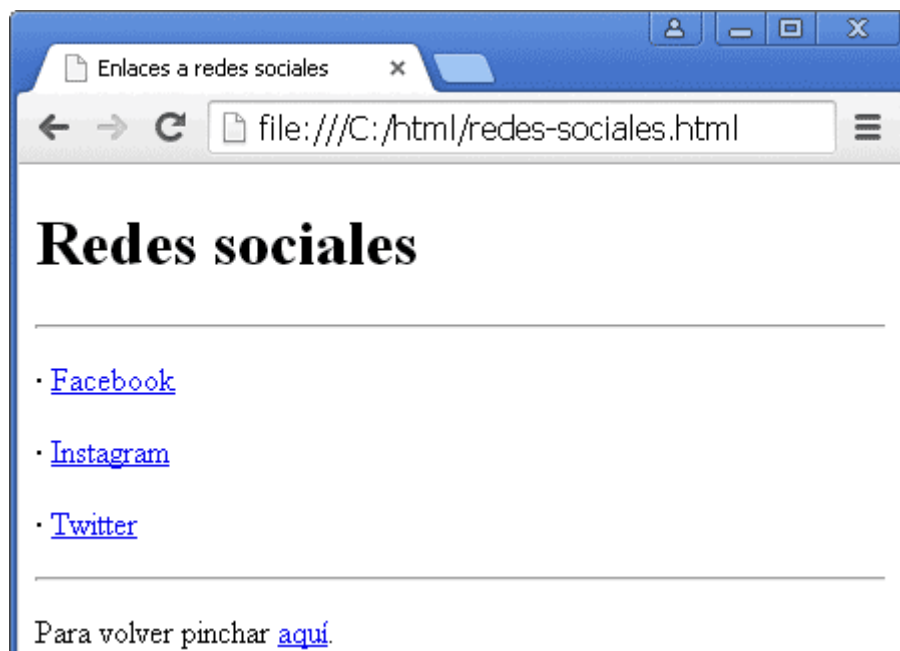 Enlaces a redes sociales
file:///C:/html/redes-sociales.html
Redes sociales
· Facebook
· Instagram
· Twitter
Para volver pinchar aquí.